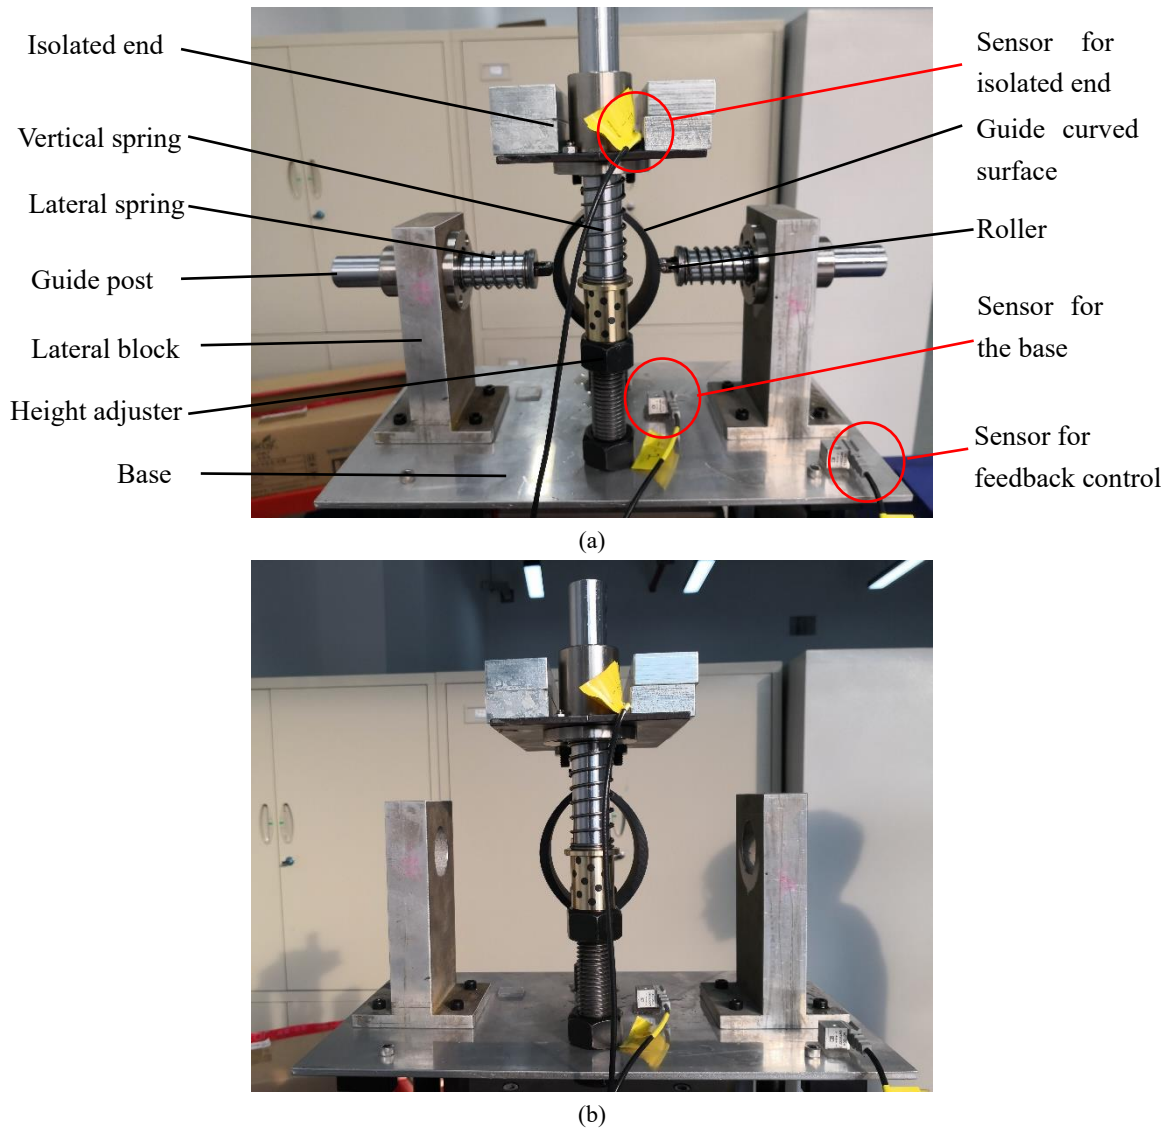 Isolated end
Vertical spring
Lateral spring
Guide post
Lateral block
Height adjuster
Base
Sensor for
isolated end
Guide curved
surface
Roller
Sensor for
the base
Sensor for
feedback control
(a)
(b)